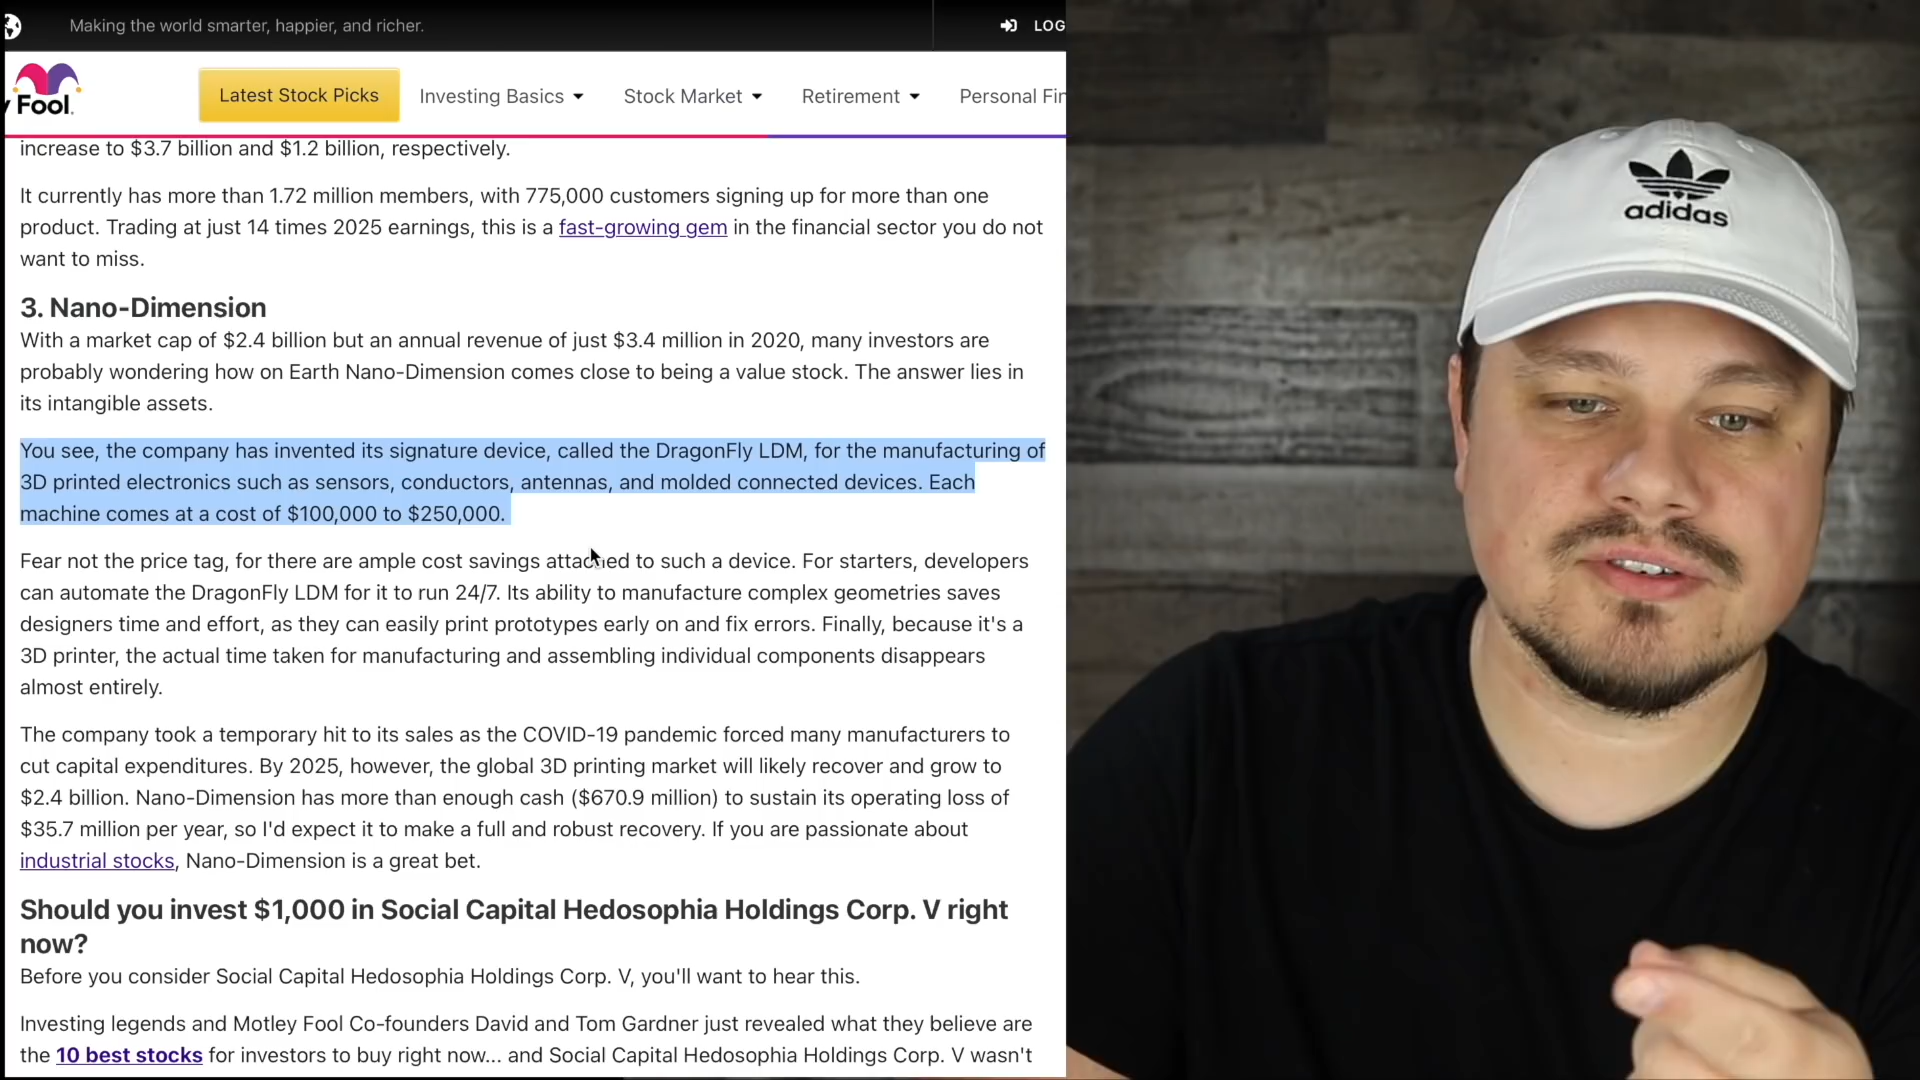 Making the world smarter, happier, and richer.
LOG
Fool.
Latest Stock Picks
Investing Basics
Stock Market
Retirement
Personal Fin
increase to $3.7 billion and $1.2 billion, respectively.
It currently has more than 1.72 million members, with 775,000 customers signing up for more than one
product. Trading at just 14 times 2025 earnings, this is a fast-growing gem in the financial sector you do not
want to miss.
3. Nano-Dimension
With a market cap of $2.4 billion but an annual revenue of just $3.4 million in 2020, many investors are
probably wondering how on Earth Nano-Dimension comes close to being a value stock. The answer lies in
its intangible assets.
You see, the company has invented its signature device, called the DragonFly LDM, for the manufacturing of
3D printed electronics such as sensors, conductors, antennas, and molded connected devices. Each
machine comes at a cost of $100,000 to $250,000.
Fear not the price tag, for there are ample cost savings attached to such a device. For starters, developers
can automate the DragonFly LDM for it to run 24/7. Its ability to manufacture complex geometries saves
designers time and effort, as they can easily print prototypes early on and fix errors. Finally, because it's a
3D printer, the actual time taken for manufacturing and assembling individual components disappears
almost entirely.
The company took a temporary hit to its sales as the COVID-19 pandemic forced many manufacturers to
cut capital expenditures. By 2025, however, the global 3D printing market will likely recover and grow to
$2.4 billion. Nano-Dimension has more than enough cash ($670.9 million) to sustain its operating loss of
$35.7 million per year, so I'd expect it to make a full and robust recovery. If you are passionate about
industrial stocks, Nano-Dimension is a great bet.
Should you invest $1,000 in Social Capital Hedosophia Holdings Corp. V right
now?
Before you consider Social Capital Hedosophia Holdings Corp. V, you'll want to hear this.
Investing legends and Motley Fool Co-founders David and Tom Gardner just revealed what they believe are
the 10 best stocks for investors to buy right now... and Social Capital Hedosophia Holdings Corp. V wasn't
adidas